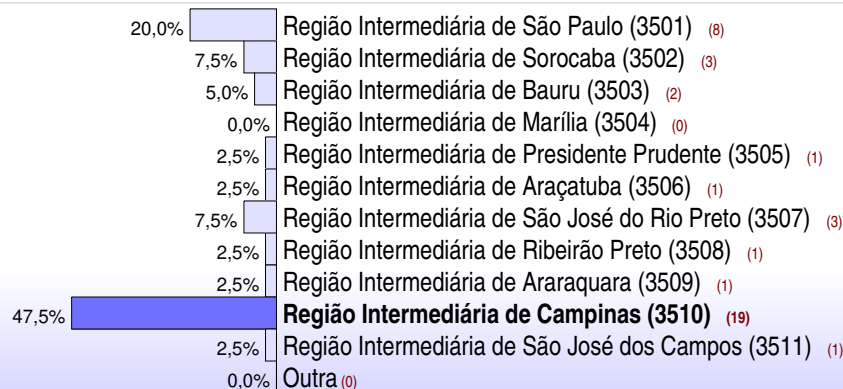 20,0% Região Intermediária de São Paulo (3501) (8)
7,5% Região Intermediária de Sorocaba (3502) (3)
5,0% Região Intermediária de Bauru (3503) (2)
0,0% Região Intermediária de Marília (3504) (0)
2,5% Região Intermediária de Presidente Prudente (3505) (1)
2,5% Região Intermediária de Araçatuba (3506) (1)
7,5% Região Intermediária de São José do Rio Preto (3507) (3)
2,5% Região Intermediária de Ribeirão Preto (3508) (1)
2,5% Região Intermediária de Araraquara (3509) (1)
47,5% Região Intermediária de Campinas (3510) (19)
2,5% Região Intermediária de São José dos Campos (3511) (1)
0,0% Outra (0)